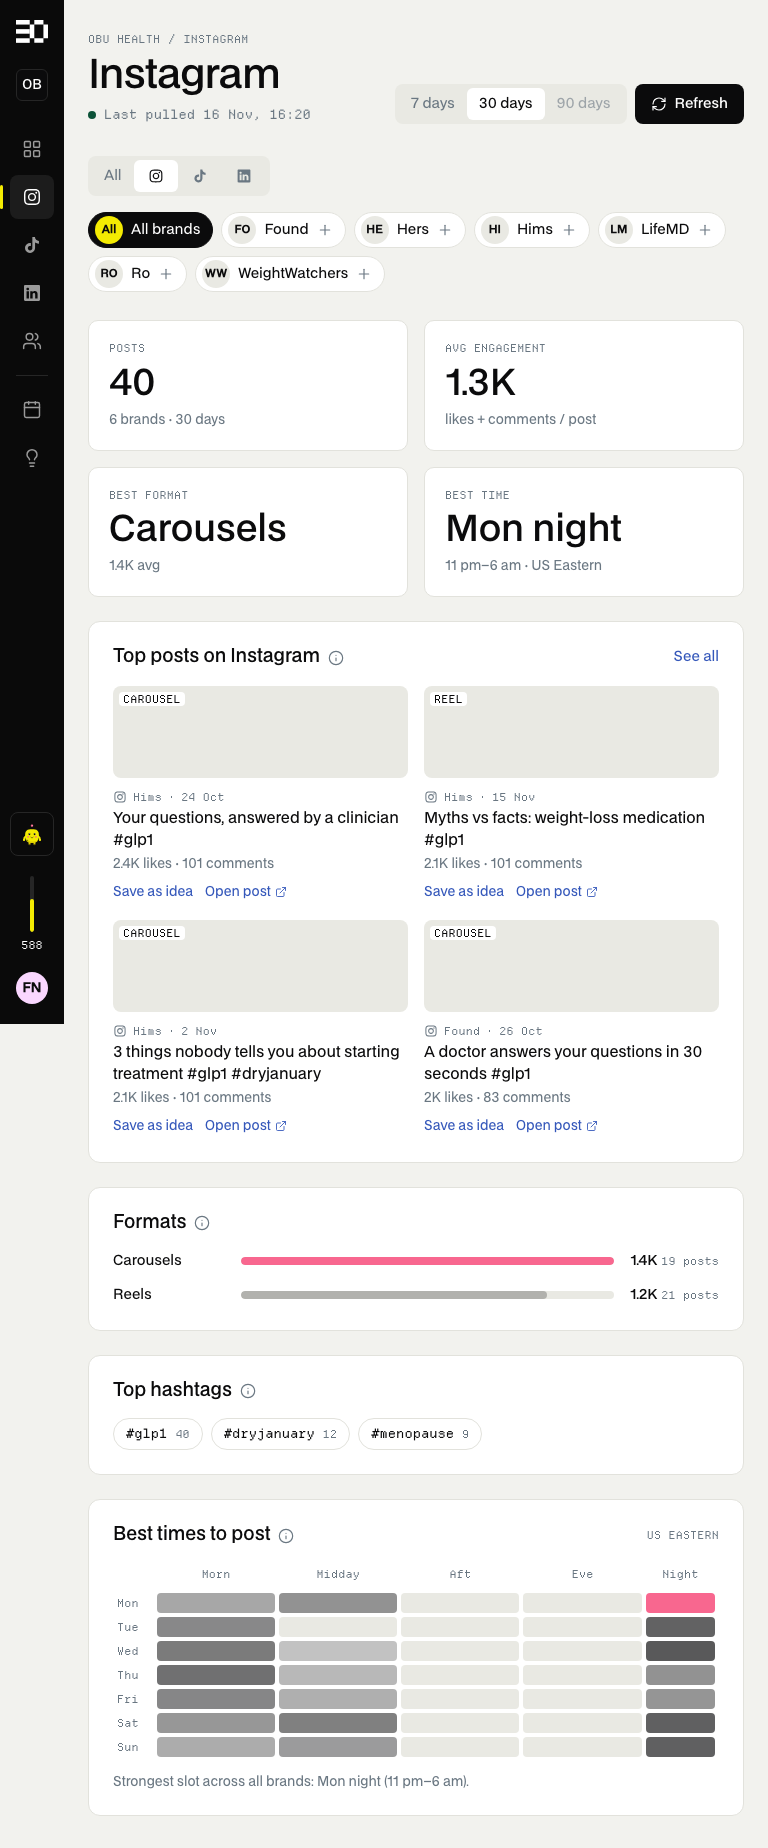 OBU HEALTH / INSTAGRAM
Instagram
Last pulled 16 Nov, 16:20
7 days 30 days 90 days
Refresh
OB
All
All All brands
FO Found
HE Hers
HI Hims
LM LifeMD
RO Ro
WW WeightWatchers
POSTS
40
6 brands · 30 days
AVG ENGAGEMENT
1.3K
likes + comments / post
BEST FORMAT
Carousels
1.4K avg
BEST TIME
Mon night
11 pm–6 am · US Eastern
Top posts on Instagram
See all
CAROUSEL
Hims · 24 Oct
Your questions, answered by a clinician
#glp1
2.4K likes · 101 comments
Save as idea Open post
REEL
Hims · 15 Nov
Myths vs facts: weight-loss medication
#glp1
2.1K likes · 101 comments
Save as idea Open post
CAROUSEL
Hims · 2 Nov
3 things nobody tells you about starting
treatment #glp1 #dryjanuary
2.1K likes · 101 comments
Save as idea Open post
CAROUSEL
Found · 26 Oct
A doctor answers your questions in 30
seconds #glp1
2K likes · 83 comments
Save as idea Open post
588
FN
Formats
Carousels 1.4K 19 posts
Reels 1.2K 21 posts
Top hashtags
#glp1 40 #dryjanuary 12 #menopause 9
Best times to post
US EASTERN
Morn Midday Aft Eve Night
Mon
Tue
Wed
Thu
Fri
Sat
Sun
Strongest slot across all brands: Mon night (11 pm–6 am).